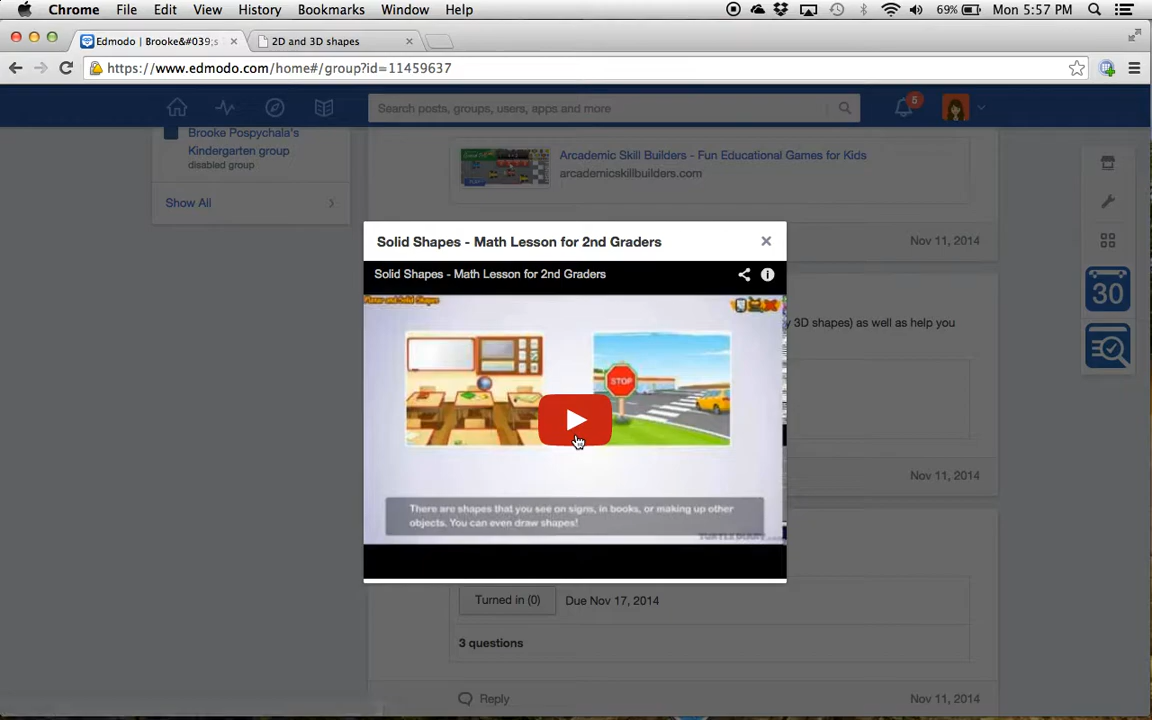 Chrome File Edit View History Bookmarks Window Help 69% Mon 5:57 PM
Edmodo | Brooke&#039;s
2D and 3D shapes
https://www.edmodo.com/home#/group?id=11459637
Search posts, groups, users, apps and more
5
Brooke Pospychala's
Kindergarten group
disabled group
Show All
Arcademic Skill Builders - Fun Educational Games for Kids
arcademicskillbuilders.com
Nov 11, 2014
30
Solid Shapes - Math Lesson for 2nd Graders
Solid Shapes - Math Lesson for 2nd Graders
Planar and Solid Shapes
STOP
There are shapes that you see on signs, in books, or making up other
objects. You can even draw shapes!
TURTLE DIARY
y 3D shapes) as well as help you
Nov 11, 2014
Turned in (0) Due Nov 17, 2014
3 questions
Reply
Nov 11, 2014